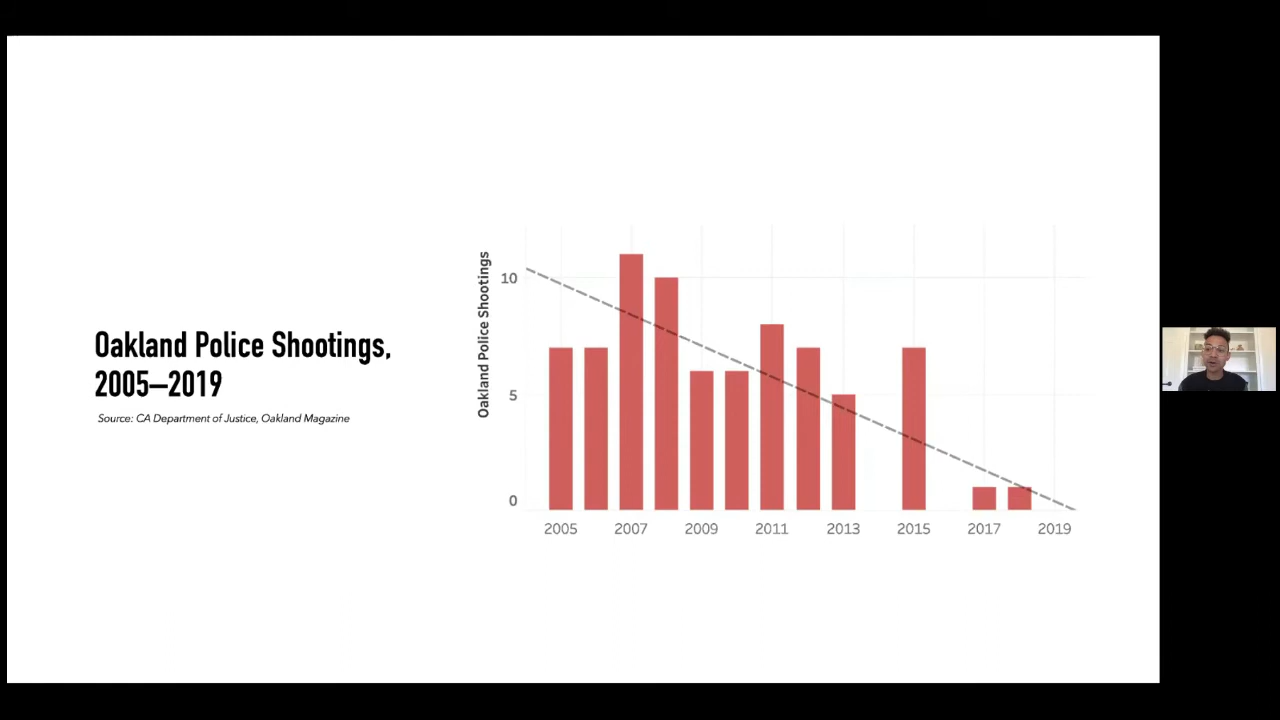 Oakland Police Shootings,
2005—2019
Source: CA Department of Justice, Oakland Magazine
Oakland Police Shootings
10
5
0
2005 2007 2009 2011 2013 2015 2017 2019